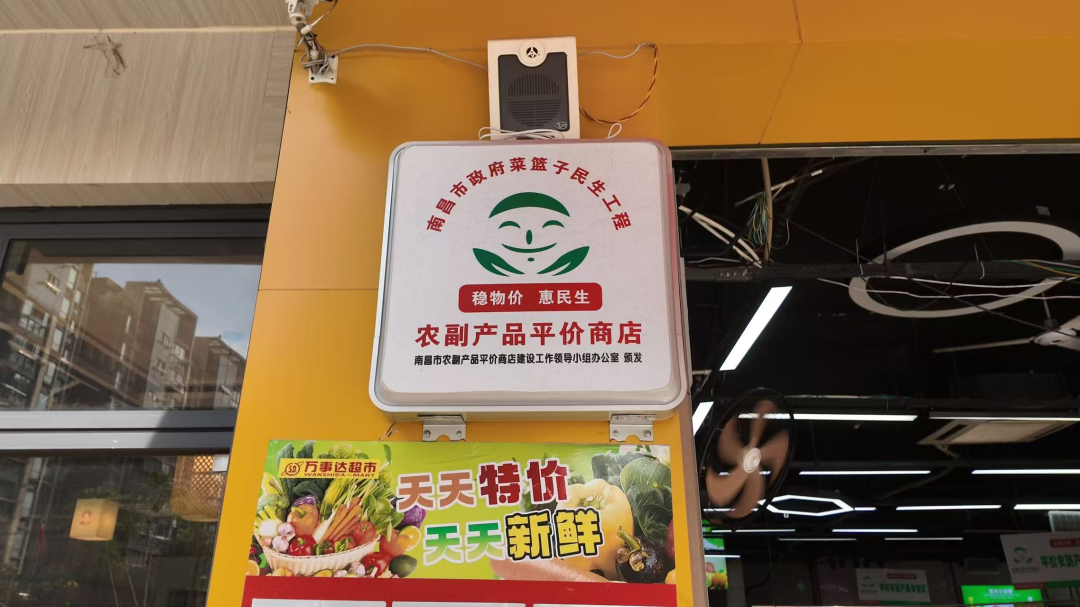 南昌市政府菜篮子民生工程
稳物价 惠民生
农副产品平价商店
南昌市农副产品平价商店建设工作领导小组办公室 颁发
SD 万事达超市
WANSHIDA-MART
天天特价
天天新鲜